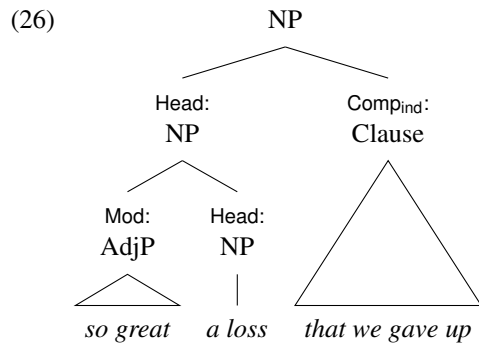 (26) NP
Head: Comp_ind:
NP Clause
Mod: Head:
AdjP NP
so great a loss that we gave up